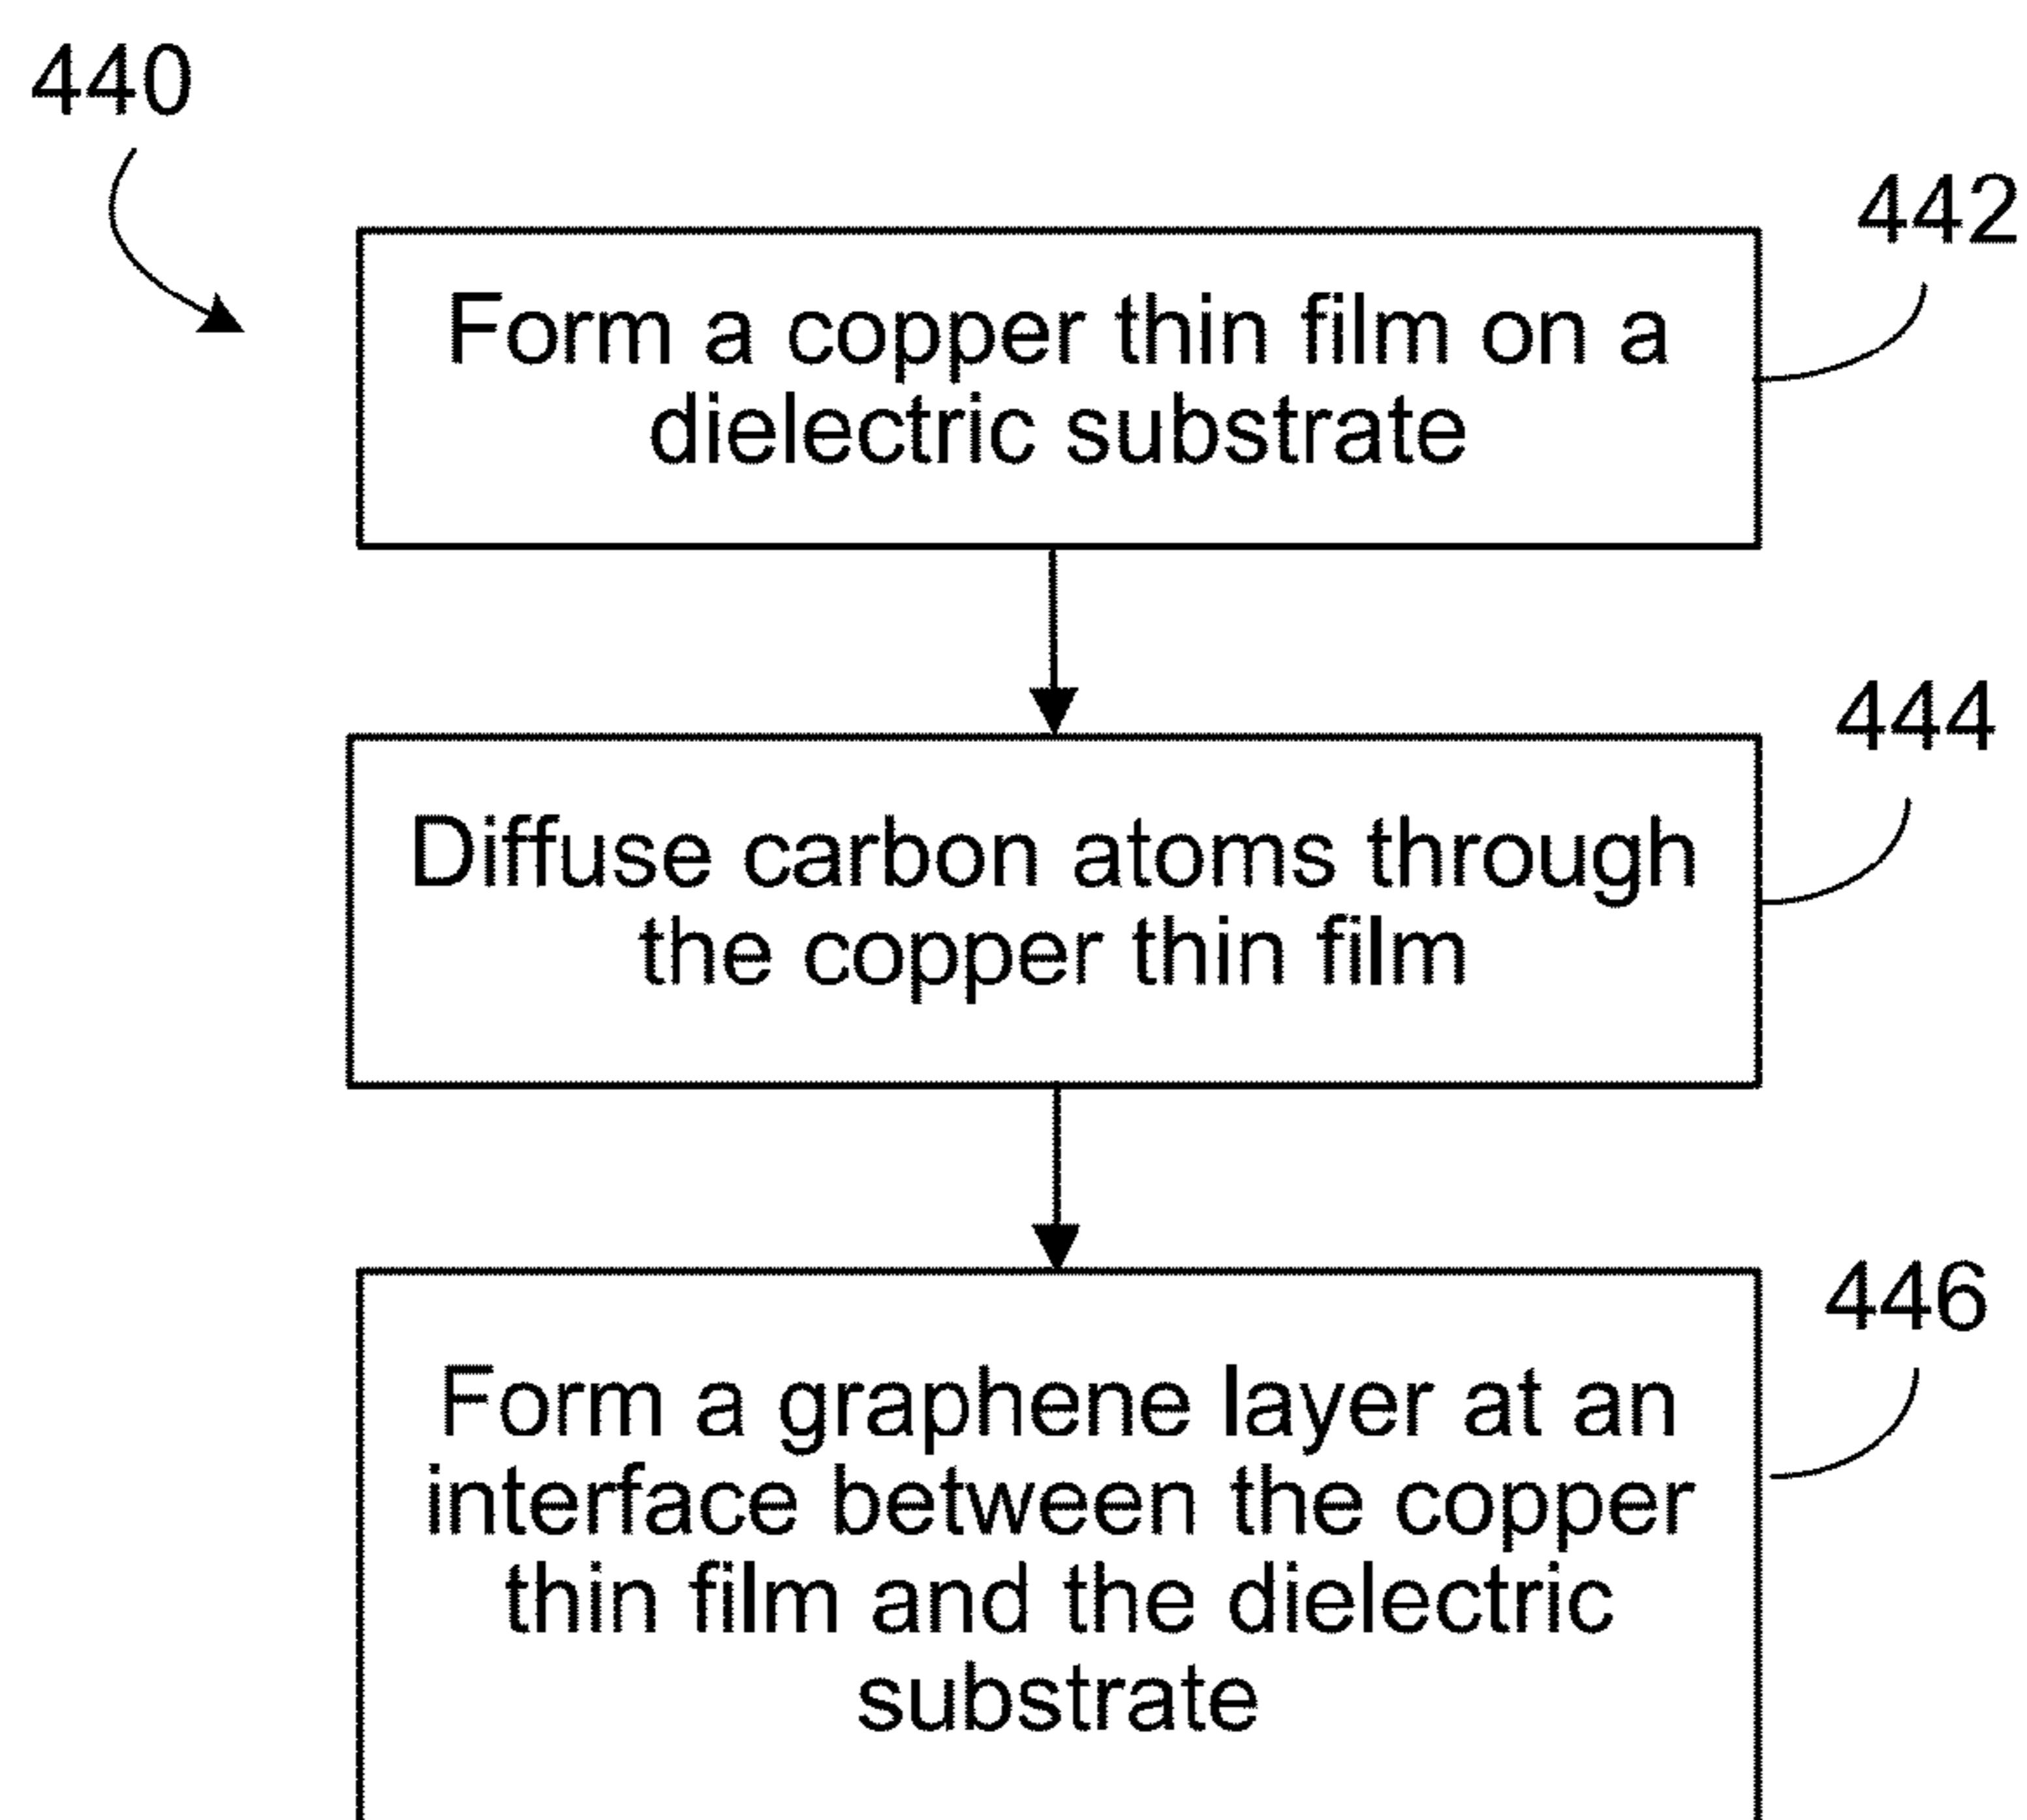 440
442
Form a copper thin film on a
dielectric substrate
444
Diffuse carbon atoms through
the copper thin film
446
Form a graphene layer at an
interface between the copper
thin film and the dielectric
substrate